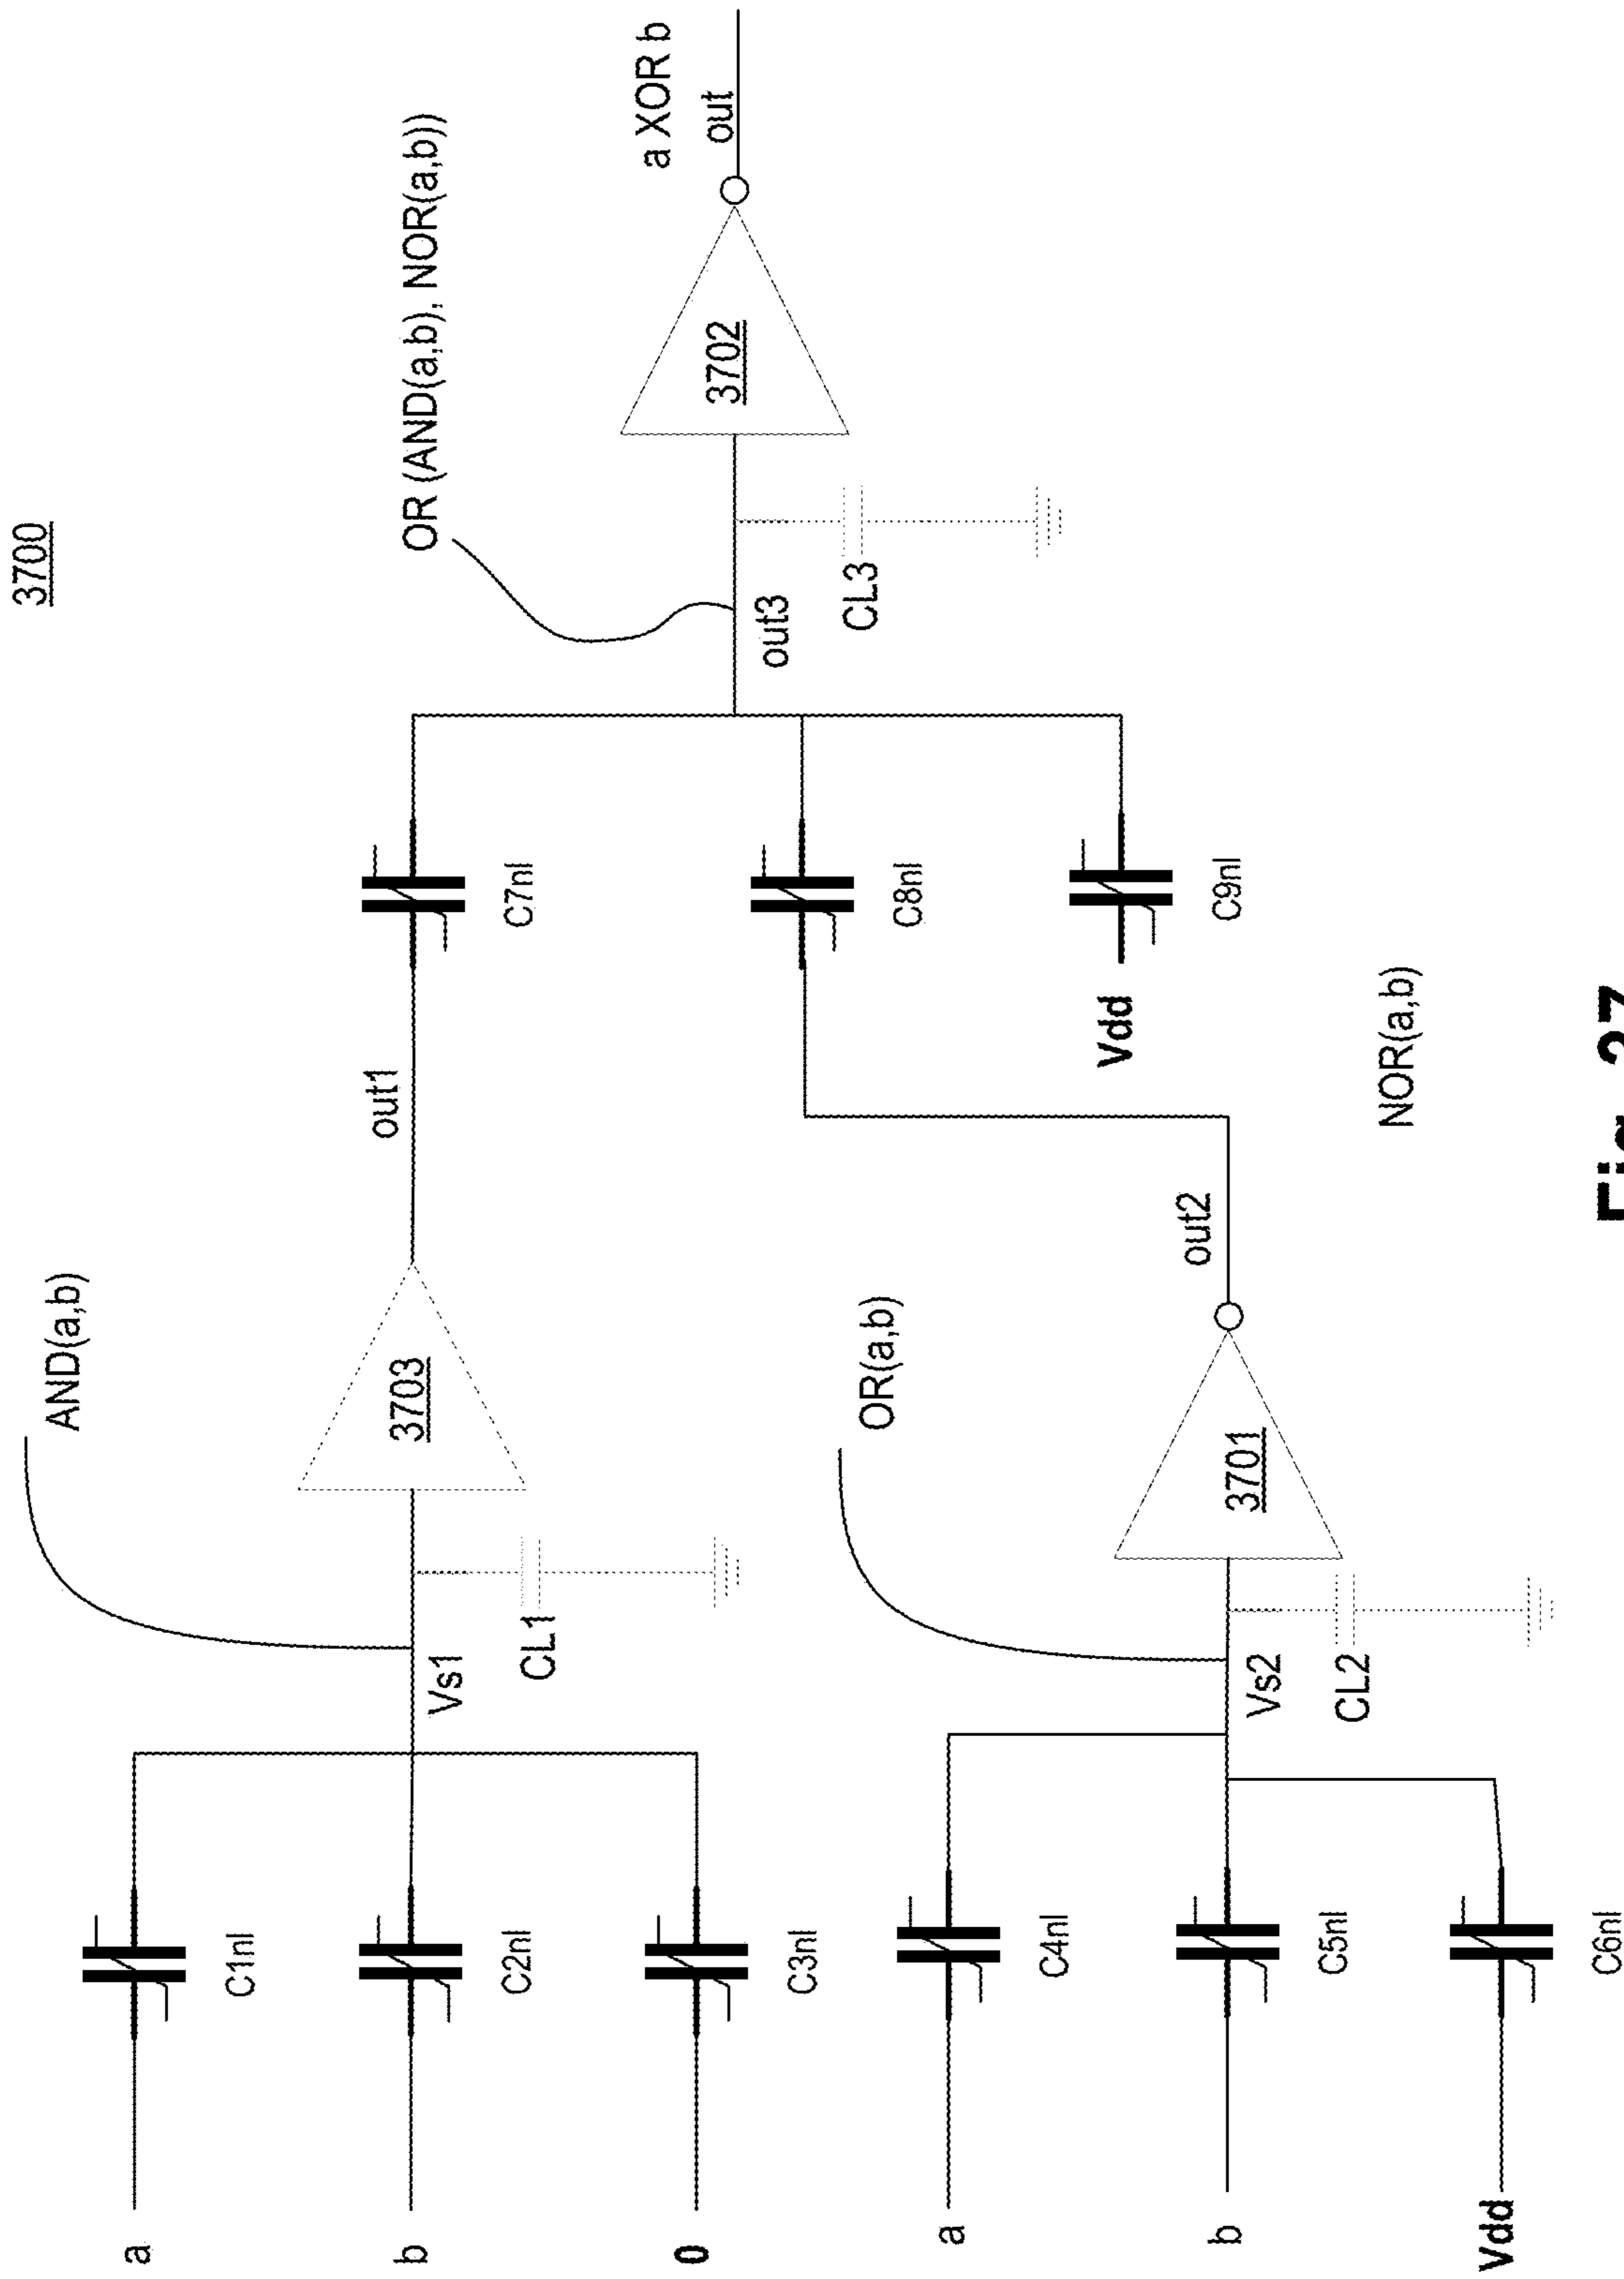 3700
a
C1nl
b
C2nl
0
C3nl
Vs1
AND(a,b)
CL1
3703
out1
a
C4nl
b
C5nl
Vdd
C6nl
Vs2
OR(a,b)
CL2
3701
out2
NOR(a,b)
C7nl
C8nl
Vdd
C9nl
out3
OR (AND(a,b), NOR(a,b))
CL3
3702
a XOR b
out